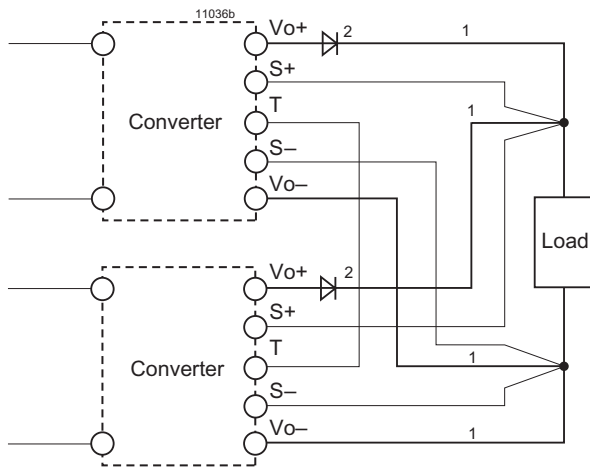 11036b
Vo+
2
1
S+
T
1
Converter
S–
Vo–
Load
Vo+
2
S+
T
1
Converter
S–
Vo–
1